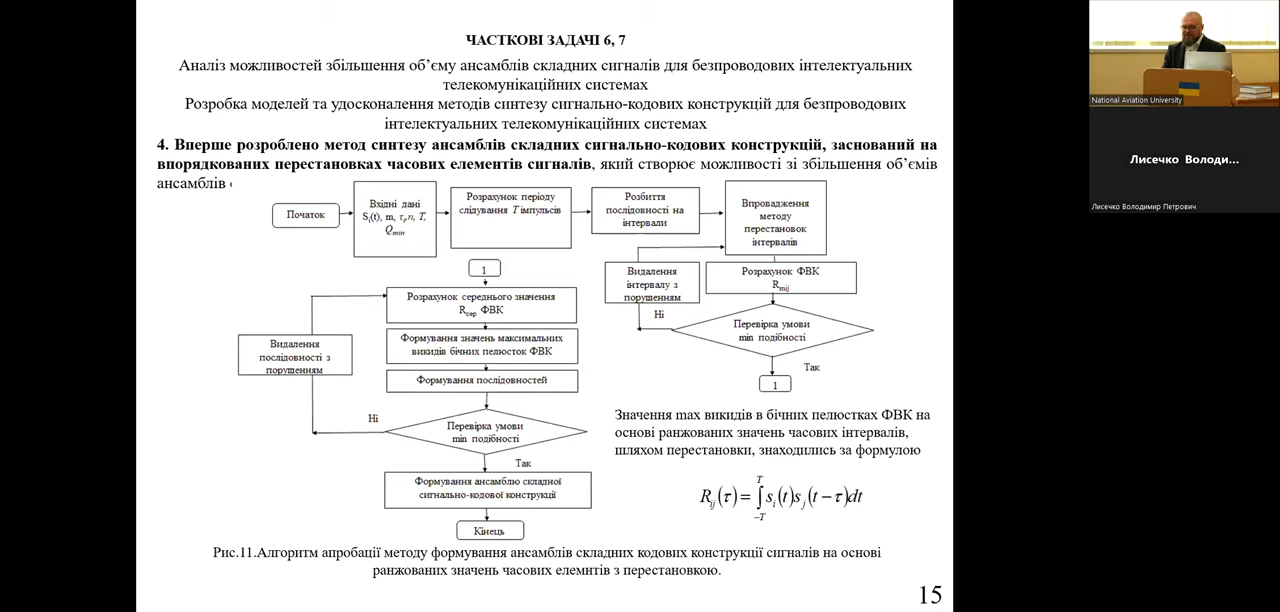 ЧАСТКОВІ ЗАДАЧІ 6, 7
Аналіз можливостей збільшення об’єму ансамблів складних сигналів для безпроводових інтелектуальних
телекомунікаційних системах
Розробка моделей та удосконалення методів синтезу сигнально-кодових конструкцій для безпроводових
інтелектуальних телекомунікаційних системах
4. Вперше розроблено метод синтезу ансамблів складних сигнально-кодових конструкцій, заснований на
впорядкованих перестановках часових елементів сигналів, який створює можливості зі збільшення об’ємів
ансамблів
Початок
Вхідні дані
Si(t), m, τ, n, T,
Qmin
Розрахунок періоду
слідування T імпульсів
Розбиття
послідовності на
інтервали
Впровадження
методу
перестановок
інтервалів
Видалення
інтервалу з
порушенням
Розрахунок ФВК
Rmij
Ні
Перевірка умови
min подібності
Так
1
1
Розрахунок середнього значення
Rсер ФВК
Формування значень максимальних
викидів бічних пелюсток ФВК
Видалення
послідовності з
порушенням
Формування послідовностей
Ні
Перевірка умови
min подібності
Так
Формування ансамблю складної
сигнально-кодової конструкції
Кінець
Значення max викидів в бічних пелюстках ФВК на
основі ранжованих значень часових інтервалів,
шляхом перестановки, знаходились за формулою
Rij(τ) = ∫−T^T si(t)sj(t−τ)dt
Рис.11.Алгоритм апробації методу формування ансамблів складних кодових конструкції сигналів на основі
ранжованих значень часових елемнтів з перестановкою.
15
National Aviation University
Лисечко Володи...
Лисечко Володимир Петрович